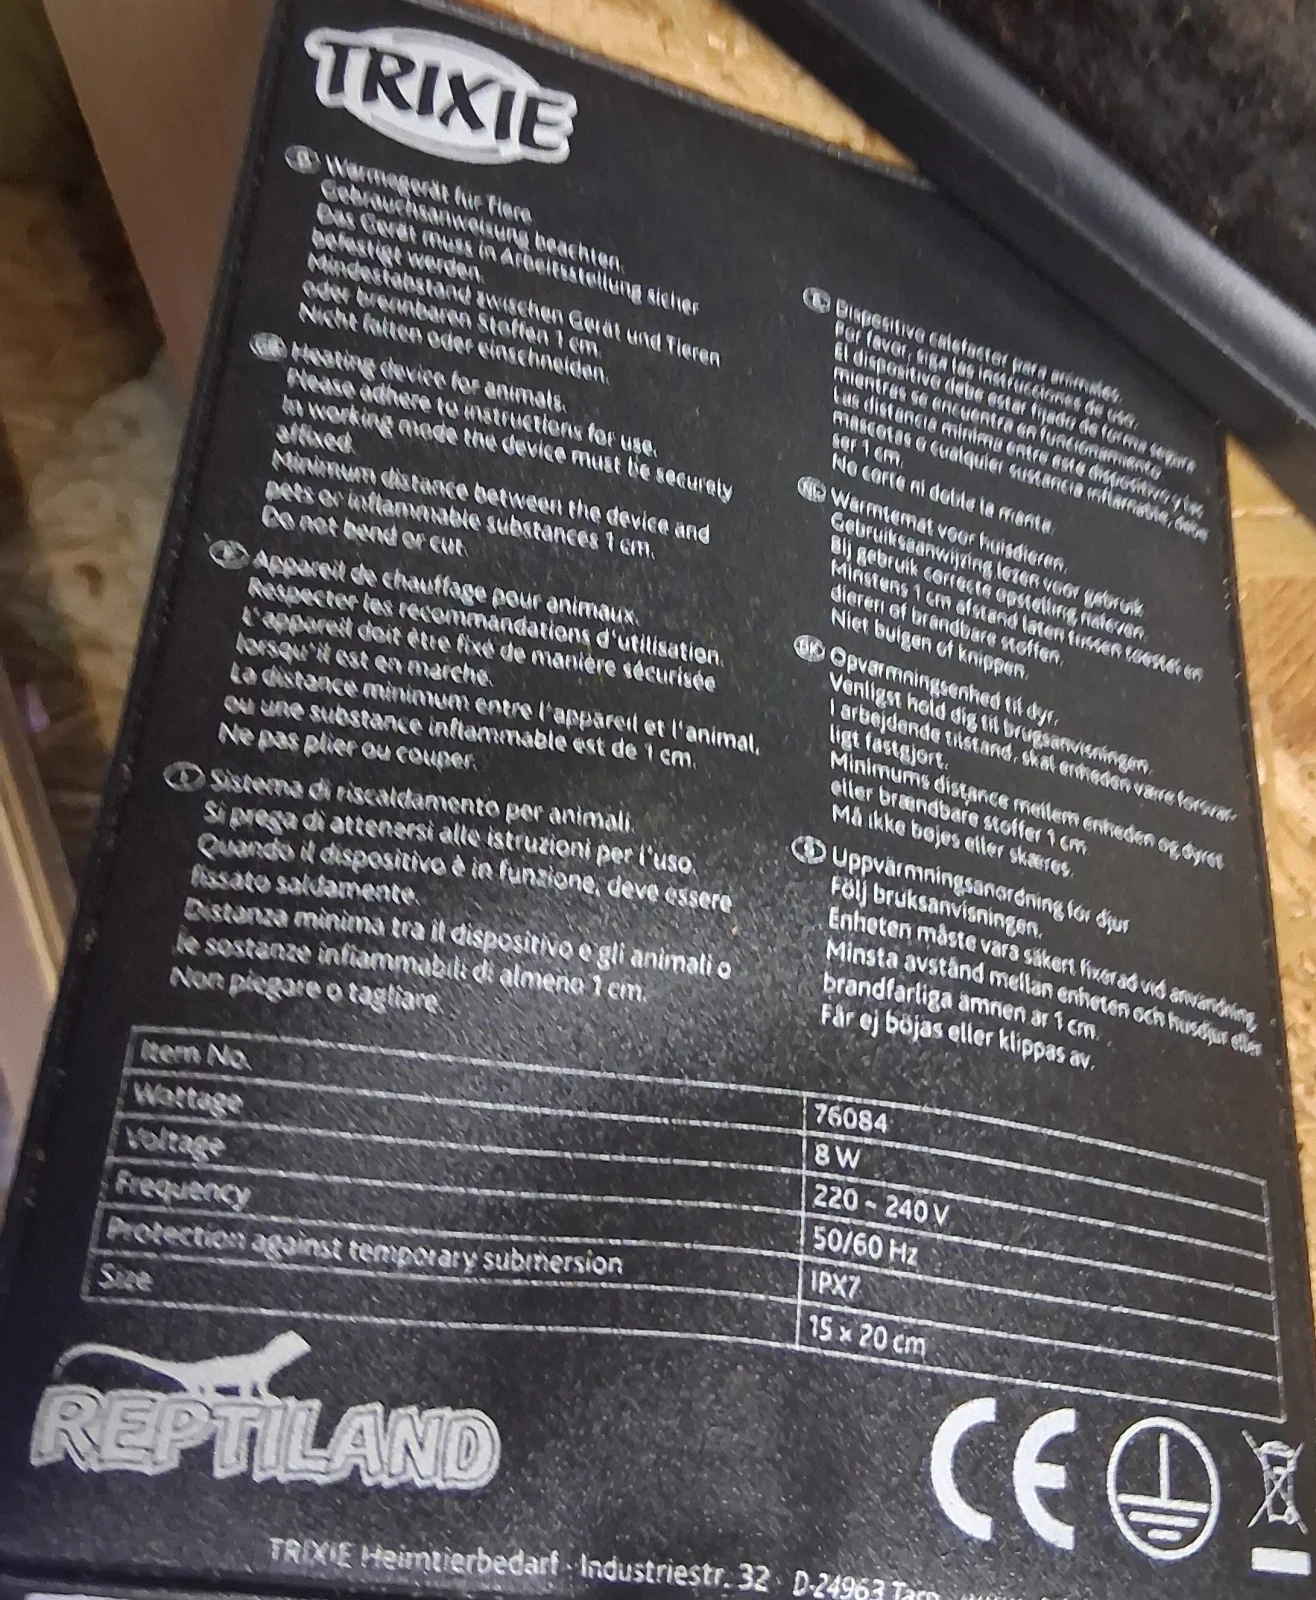 TRIXIE
D Wärmegerät für Tiere
Gebrauchsanweisung beachten.
Das Gerät muss in Arbeitsstellung sicher
befestigt werden.
Mindestabstand zwischen Gerät und Tieren
oder brennbaren Stoffen 1 cm.
Nicht falten oder einschneiden.
GB Heating device for animals.
Please adhere to instructions for use.
In working mode the device must be securely
affixed.
Minimum distance between the device and
pets or inflammable substances 1 cm.
Do not bend or cut.
F Appareil de chauffage pour animaux.
Respecter les recommandations d'utilisation.
L'appareil doit être fixé de manière sécurisée
lorsqu'il est en marche.
La distance minimum entre l'appareil et l'animal,
ou une substance inflammable est de 1 cm.
Ne pas plier ou couper.
I Sistema di riscaldamento per animali.
Si prega di attenersi alle istruzioni per l'uso.
Quando il dispositivo è in funzione, deve essere
fissato saldamente.
Distanza minima tra il dispositivo e gli animali o
le sostanze infiammabili di almeno 1 cm.
Non piegare o tagliare.
E Dispositivo calefactor para animales.
Por favor, siga las instrucciones de uso.
El dispositivo debe estar fijado de forma segura
mientras se encuentra en funcionamiento.
Las distancia mínima entre este dispositivo y las
mascotas o cualquier sustancia inflamable, debe
ser 1 cm.
No corte ni doble la manta.
NL Warmtemat voor huisdieren.
Gebruiksaanwijzing lezen voor gebruik
Bij gebruik correcte opstelling naleven.
Minstens 1 cm afstand laten tussen toestel en
dieren of brandbare stoffen.
Niet buigen of knippen.
DK Opvarmningsenhed til dyr.
Venligst hold dig til brugsanvisningen.
I arbejdende tilstand, skal enheden være forsvar-
ligt fastgjort.
Minimums distance mellem enheden og dyret
eller brændbare stoffer 1 cm.
Må ikke bøjes eller skæres.
S Uppvärmningsanordning för djur
Följ bruksanvisningen.
Enheten måste vara säkert fixerad vid användning.
Minsta avstånd mellan enheten och husdjur eller
brandfarliga ämnen är 1 cm.
Får ej böjas eller klippas av.
Item No. 76084
Wattage 8 W
Voltage 220 ~ 240 V
Frequency 50/60 Hz
Protection against temporary submersion IPX7
Size 15 x 20 cm
REPTILAND
CE
TRIXIE Heimtierbedarf · Industriestr. 32 · D-24963 Tarp